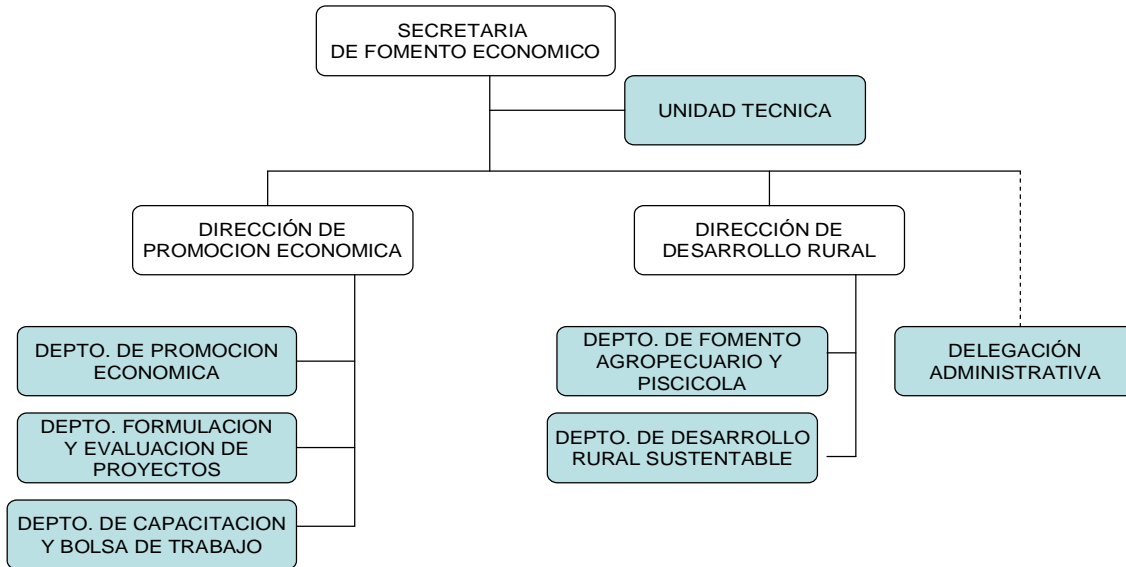 SECRETARIA
DE FOMENTO ECONOMICO
UNIDAD TECNICA
DIRECCIÓN DE
PROMOCION ECONOMICA
DIRECCIÓN DE
DESARROLLO RURAL
DEPTO. DE PROMOCION
ECONOMICA
DEPTO. FORMULACION
Y EVALUACION DE
PROYECTOS
DEPTO. DE CAPACITACION
Y BOLSA DE TRABAJO
DEPTO. DE FOMENTO
AGROPECUARIO Y
PISCICOLA
DEPTO. DE DESARROLLO
RURAL SUSTENTABLE
DELEGACIÓN
ADMINISTRATIVA